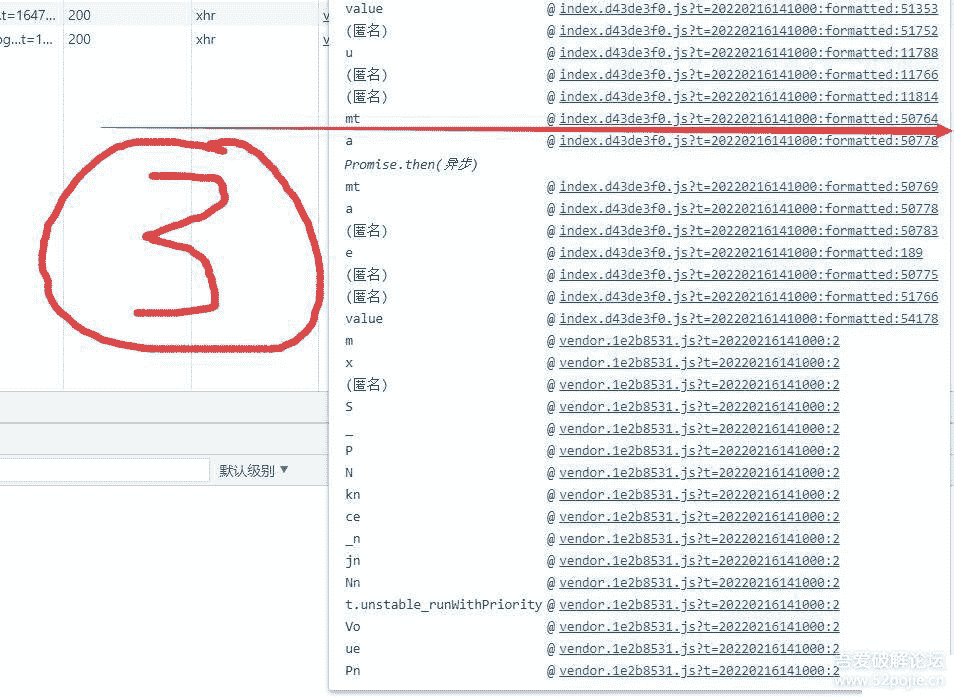 .t=1647... 200 xhr v
og...t=1... 200 xhr v
value @ index.d43de3f0.js?t=20220216141000:formatted:51353
(匿名) @ index.d43de3f0.js?t=20220216141000:formatted:51752
u @ index.d43de3f0.js?t=20220216141000:formatted:11788
(匿名) @ index.d43de3f0.js?t=20220216141000:formatted:11766
(匿名) @ index.d43de3f0.js?t=20220216141000:formatted:11814
mt @ index.d43de3f0.js?t=20220216141000:formatted:50764
a @ index.d43de3f0.js?t=20220216141000:formatted:50778
Promise.then(异步)
mt @ index.d43de3f0.js?t=20220216141000:formatted:50769
a @ index.d43de3f0.js?t=20220216141000:formatted:50778
(匿名) @ index.d43de3f0.js?t=20220216141000:formatted:50783
e @ index.d43de3f0.js?t=20220216141000:formatted:189
(匿名) @ index.d43de3f0.js?t=20220216141000:formatted:50775
(匿名) @ index.d43de3f0.js?t=20220216141000:formatted:51766
value @ index.d43de3f0.js?t=20220216141000:formatted:54178
m @ vendor.1e2b8531.js?t=20220216141000:2
x @ vendor.1e2b8531.js?t=20220216141000:2
(匿名) @ vendor.1e2b8531.js?t=20220216141000:2
S @ vendor.1e2b8531.js?t=20220216141000:2
_ @ vendor.1e2b8531.js?t=20220216141000:2
P @ vendor.1e2b8531.js?t=20220216141000:2
N @ vendor.1e2b8531.js?t=20220216141000:2
kn @ vendor.1e2b8531.js?t=20220216141000:2
ce @ vendor.1e2b8531.js?t=20220216141000:2
_n @ vendor.1e2b8531.js?t=20220216141000:2
jn @ vendor.1e2b8531.js?t=20220216141000:2
Nn @ vendor.1e2b8531.js?t=20220216141000:2
t.unstable_runWithPriority @ vendor.1e2b8531.js?t=20220216141000:2
Vo @ vendor.1e2b8531.js?t=20220216141000:2
ue @ vendor.1e2b8531.js?t=20220216141000:2
Pn @ vendor.1e2b8531.js?t=20220216141000:2
3
默认级别 ▼
吾爱破解论坛
www.52pojie.cn